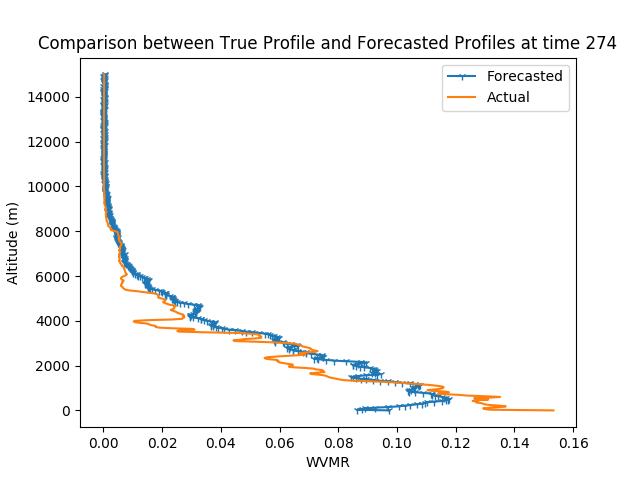 Comparison between True Profile and Forecasted Profiles at time 274
Forecasted
Actual
14000
12000
10000
8000
6000
4000
2000
0
Altitude (m)
0.00 0.02 0.04 0.06 0.08 0.10 0.12 0.14 0.16
WVMR